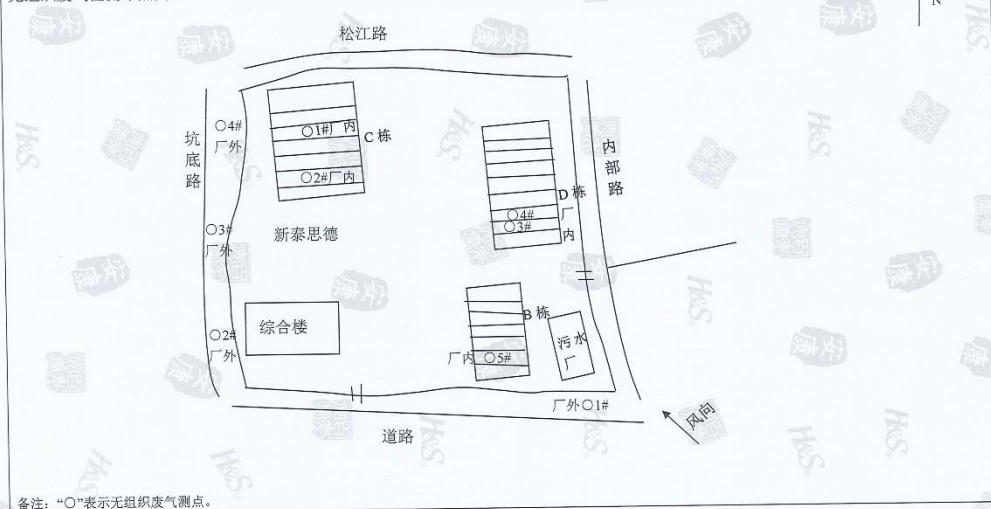 N
松江路
○4#
厂外
坑底路
○1#厂内
C 栋
○2#厂内
内部路
D 栋
○4#
○3#
厂内
○3#
厂外
新泰思德
○2#
厂外
综合楼
B 栋
厂内 ○5#
污水厂
厂外○1#
风向
道路
备注：“○”表示无组织废气测点。
安康
H&S